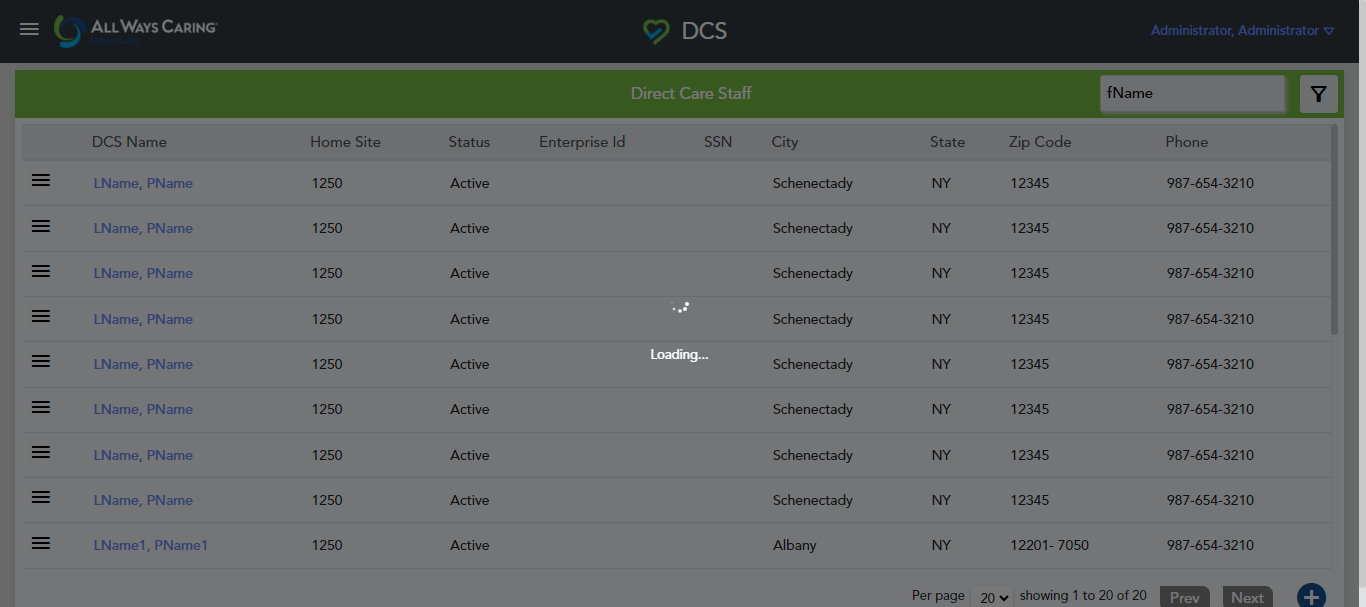 ALL WAYS CARING
DCS
Administrator, Administrator
Direct Care Staff
fName
DCS Name Home Site Status Enterprise Id SSN City State Zip Code Phone
LName, PName 1250 Active Schenectady NY 12345 987-654-3210
LName, PName 1250 Active Schenectady NY 12345 987-654-3210
LName, PName 1250 Active Schenectady NY 12345 987-654-3210
LName, PName 1250 Active Schenectady NY 12345 987-654-3210
Loading...
LName, PName 1250 Active Schenectady NY 12345 987-654-3210
LName, PName 1250 Active Schenectady NY 12345 987-654-3210
LName, PName 1250 Active Schenectady NY 12345 987-654-3210
LName, PName 1250 Active Schenectady NY 12345 987-654-3210
LName1, PName1 1250 Active Albany NY 12201- 7050 987-654-3210
Per page 20 showing 1 to 20 of 20 Prev Next